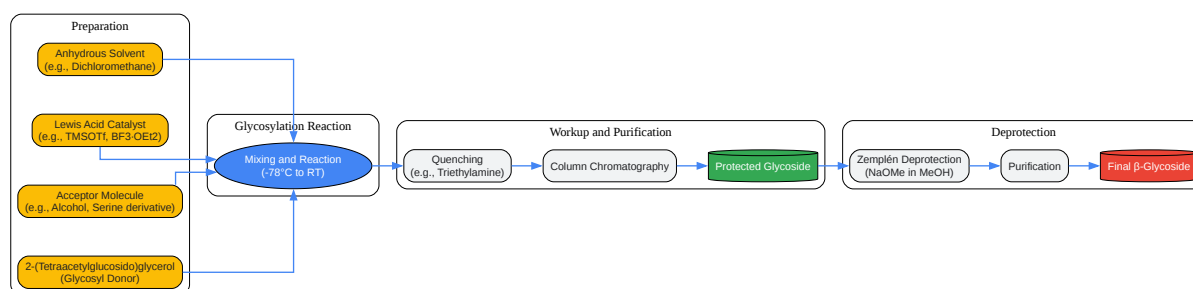 Preparation
Anhydrous Solvent
(e.g., Dichloromethane)
Lewis Acid Catalyst
(e.g., TMSOTf, BF3·OEt2)
Acceptor Molecule
(e.g., Alcohol, Serine derivative)
2-(Tetraacetylglucosido)glycerol
(Glycosyl Donor)
Glycosylation Reaction
Mixing and Reaction
(-78°C to RT)
Workup and Purification
Quenching
(e.g., Triethylamine)
Column Chromatography
Protected Glycoside
Deprotection
Zemplén Deprotection
(NaOMe in MeOH)
Purification
Final β-Glycoside